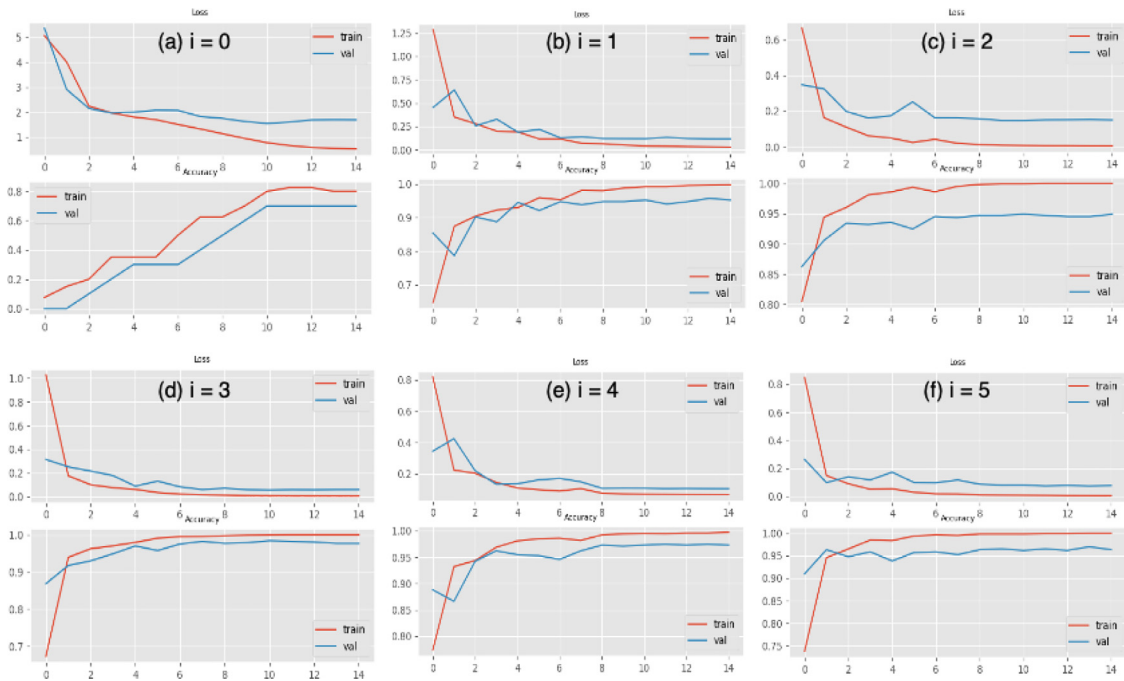 Loss
(a) i = 0
train
val
5
4
3
2
1
0 2 4 6 8 10 12 14
Accuracy
train
val
0.8
0.6
0.4
0.2
0.0
0 2 4 6 8 10 12 14
Loss
(b) i = 1
train
val
1.25
1.00
0.75
0.50
0.25
0.00
0 2 4 6 8 10 12 14
Accuracy
1.0
0.9
0.8
0.7
train
val
0 2 4 6 8 10 12 14
Loss
(c) i = 2
train
val
0.6
0.4
0.2
0.0
0 2 4 6 8 10 12 14
Accuracy
1.00
0.95
0.90
0.85
0.80
train
val
0 2 4 6 8 10 12 14
Loss
(d) i = 3
train
val
1.0
0.8
0.6
0.4
0.2
0.0
0 2 4 6 8 10 12 14
Accuracy
1.0
0.9
0.8
0.7
train
val
0 2 4 6 8 10 12 14
Loss
(e) i = 4
train
val
0.8
0.6
0.4
0.2
0 2 4 6 8 10 12 14
Accuracy
1.00
0.95
0.90
0.85
0.80
train
val
0 2 4 6 8 10 12 14
Loss
(f) i = 5
train
val
0.8
0.6
0.4
0.2
0.0
0 2 4 6 8 10 12 14
Accuracy
1.00
0.95
0.90
0.85
0.80
0.75
train
val
0 2 4 6 8 10 12 14